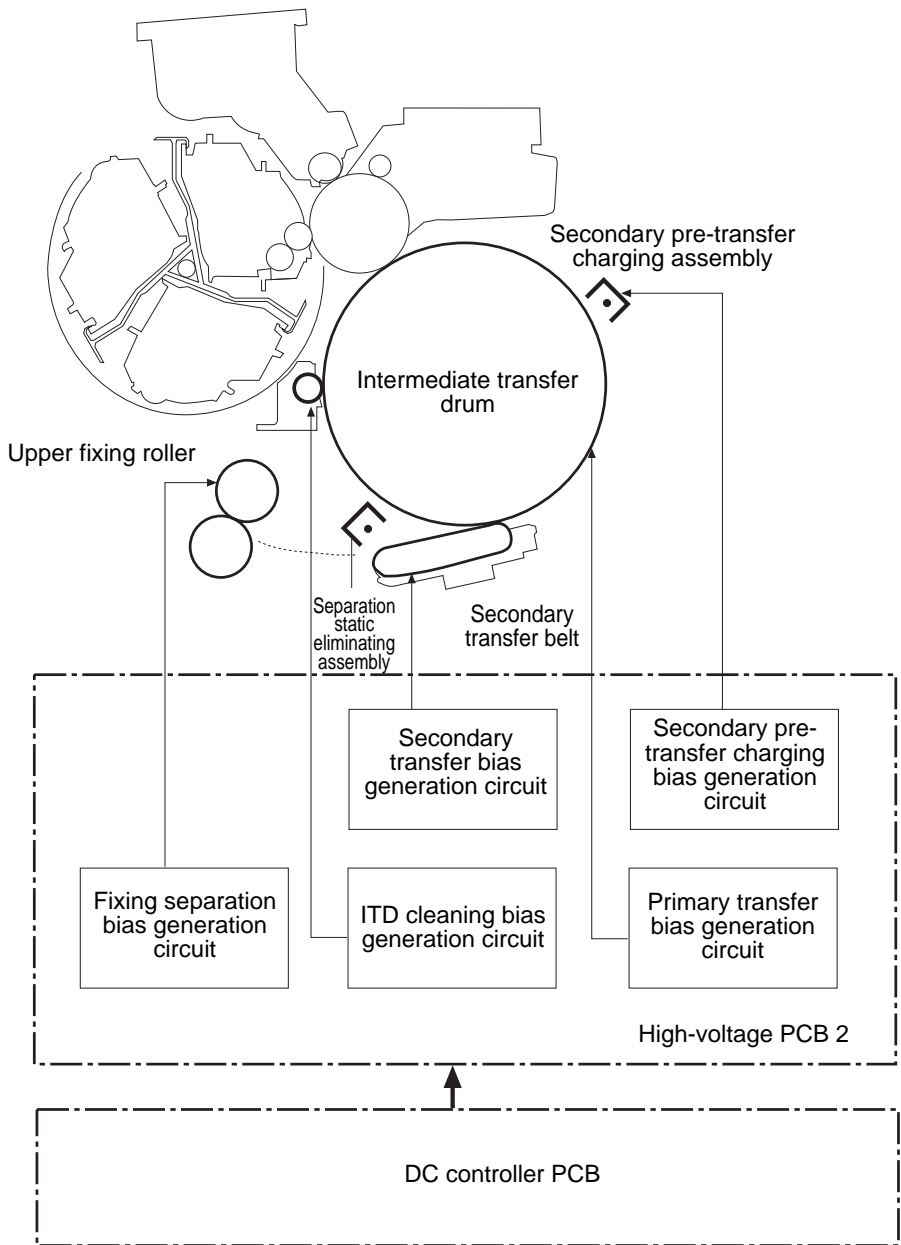 Secondary pre-transfer
charging assembly
Intermediate transfer
drum
Upper fixing roller
Separation
static
eliminating
assembly
Secondary
transfer belt
Secondary
transfer bias
generation circuit
Secondary pre-
transfer charging
bias generation
circuit
Fixing separation
bias generation
circuit
ITD cleaning bias
generation circuit
Primary transfer
bias generation
circuit
High-voltage PCB 2
DC controller PCB